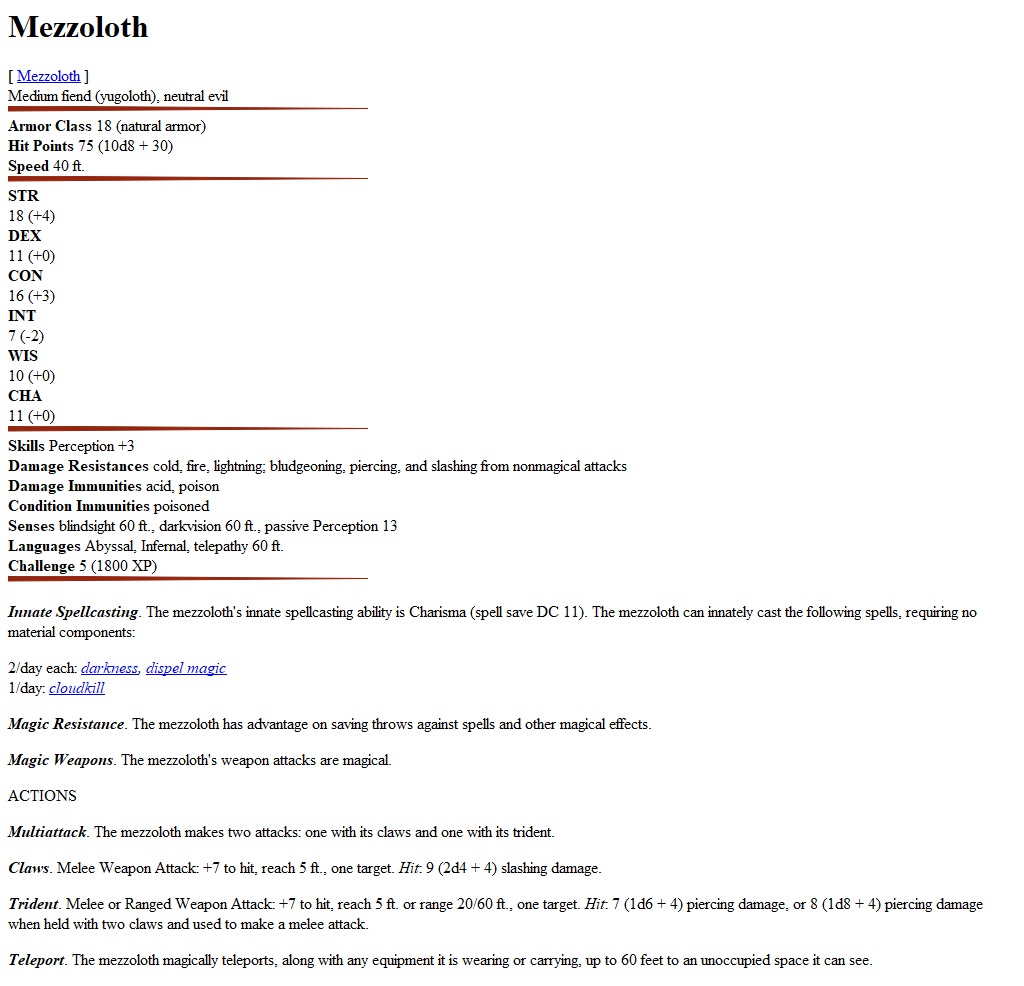 Mezzoloth
[ Mezzoloth ]
Medium fiend (yugoloth), neutral evil
Armor Class 18 (natural armor)
Hit Points 75 (10d8 + 30)
Speed 40 ft.
STR
18 (+4)
DEX
11 (+0)
CON
16 (+3)
INT
7 (-2)
WIS
10 (+0)
CHA
11 (+0)
Skills Perception +3
Damage Resistances cold, fire, lightning; bludgeoning, piercing, and slashing from nonmagical attacks
Damage Immunities acid, poison
Condition Immunities poisoned
Senses blindsight 60 ft., darkvision 60 ft., passive Perception 13
Languages Abyssal, Infernal, telepathy 60 ft.
Challenge 5 (1800 XP)
Innate Spellcasting. The mezzoloth's innate spellcasting ability is Charisma (spell save DC 11). The mezzoloth can innately cast the following spells, requiring no
material components:
2/day each: darkness, dispel magic
1/day: cloudkill
Magic Resistance. The mezzoloth has advantage on saving throws against spells and other magical effects.
Magic Weapons. The mezzoloth's weapon attacks are magical.
ACTIONS
Multiattack. The mezzoloth makes two attacks: one with its claws and one with its trident.
Claws. Melee Weapon Attack: +7 to hit, reach 5 ft., one target. Hit: 9 (2d4 + 4) slashing damage.
Trident. Melee or Ranged Weapon Attack: +7 to hit, reach 5 ft. or range 20/60 ft., one target. Hit: 7 (1d6 + 4) piercing damage, or 8 (1d8 + 4) piercing damage
when held with two claws and used to make a melee attack.
Teleport. The mezzoloth magically teleports, along with any equipment it is wearing or carrying, up to 60 feet to an unoccupied space it can see.